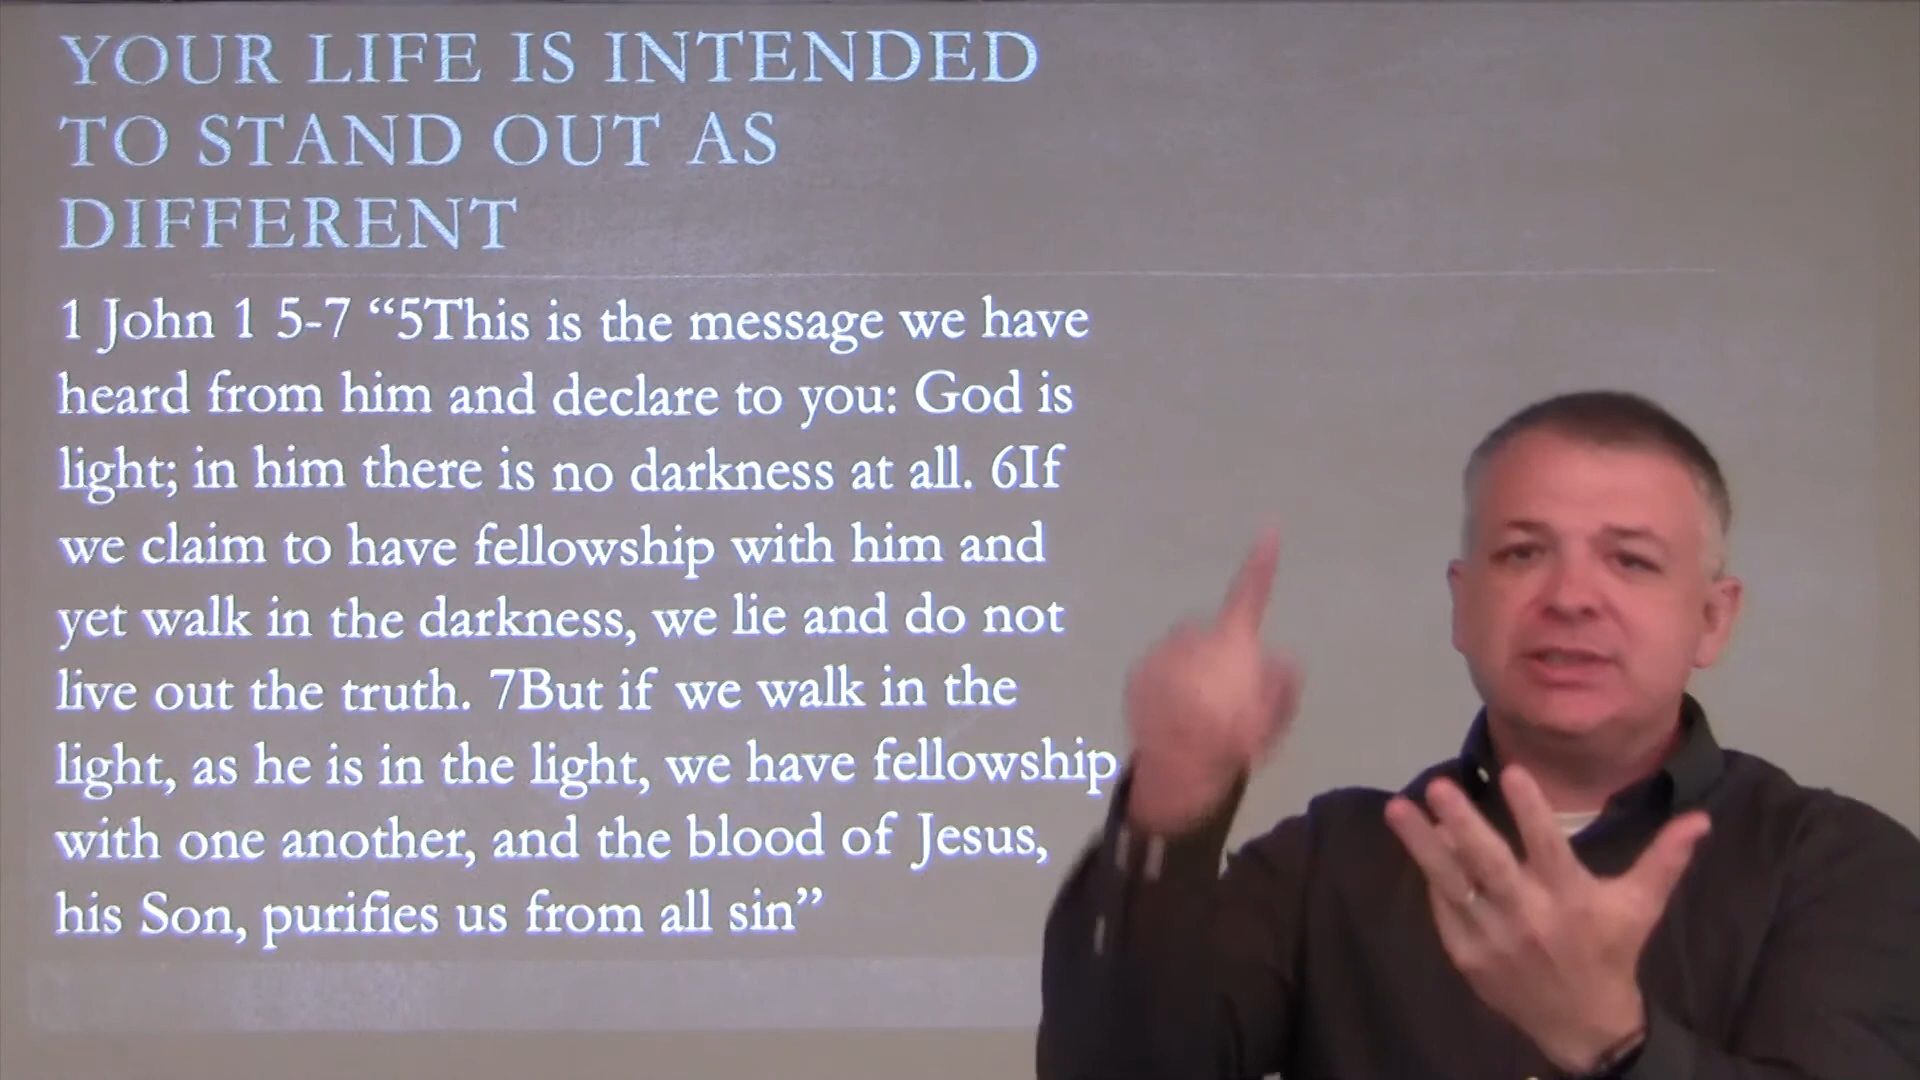 YOUR LIFE IS INTENDED
TO STAND OUT AS
DIFFERENT
1 John 1 5-7 “5This is the message we have
heard from him and declare to you: God is
light; in him there is no darkness at all. 6If
we claim to have fellowship with him and
yet walk in the darkness, we lie and do not
live out the truth. 7But if we walk in the
light, as he is in the light, we have fellowship
with one another, and the blood of Jesus,
his Son, purifies us from all sin”